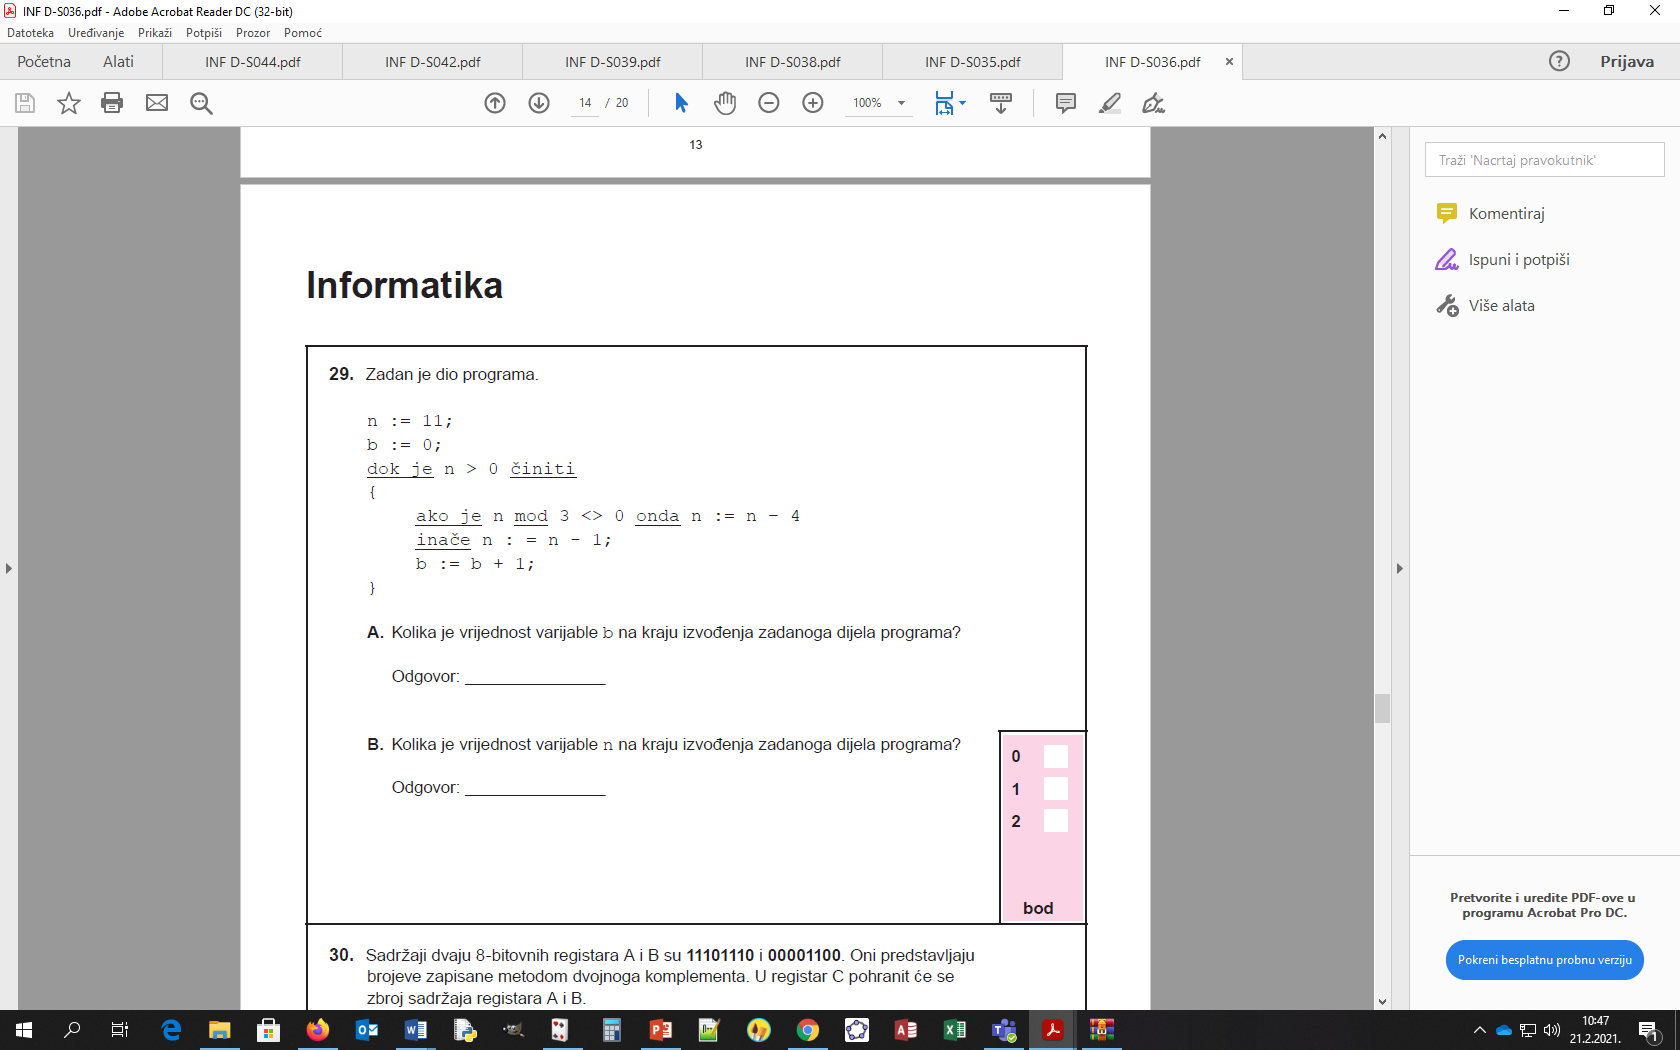 INF D-S036.pdf - Adobe Acrobat Reader DC (32-bit)
Datoteka Uređivanje Prikaži Potpiši Prozor Pomoć
Početna Alati INF D-S044.pdf INF D-S042.pdf INF D-S039.pdf INF D-S038.pdf INF D-S035.pdf INF D-S036.pdf × ? Prijava
14 / 20 100%
13
Traži 'Nacrtaj pravokutnik'
Komentiraj
Ispuni i potpiši
Više alata
Informatika
29. Zadan je dio programa.
n := 11;
b := 0;
dok je n > 0 činiti
{
ako je n mod 3 <> 0 onda n := n - 4
inače n : = n - 1;
b := b + 1;
}
A. Kolika je vrijednost varijable b na kraju izvođenja zadanoga dijela programa?
Odgovor: _______________
B. Kolika je vrijednost varijable n na kraju izvođenja zadanoga dijela programa?
Odgovor: _______________
0
1
2
bod
30. Sadržaji dvaju 8-bitovnih registara A i B su 11101110 i 00001100. Oni predstavljaju
brojeve zapisane metodom dvojnoga komplementa. U registar C pohranit će se
zbroj sadržaja registara A i B.
Pretvorite i uredite PDF-ove u
programu Acrobat Pro DC.
Pokreni besplatnu probnu verziju
10:47
21.2.2021.
1